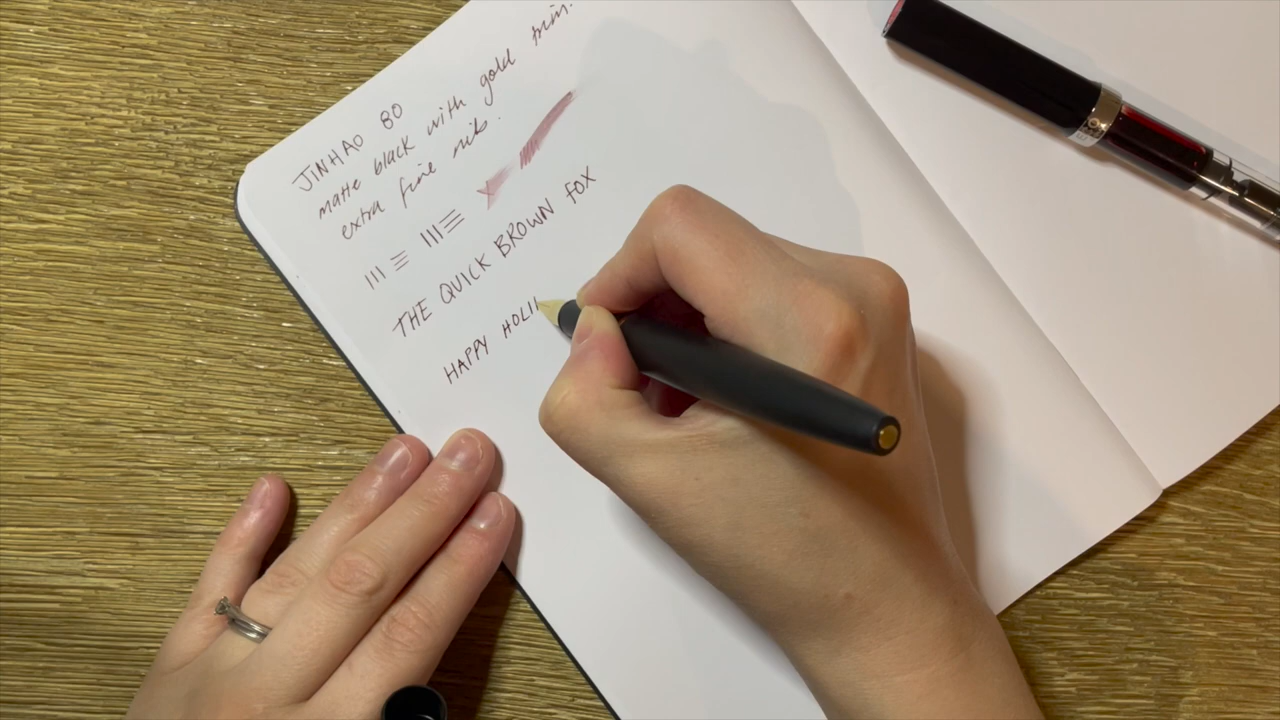 JINHAO 80
matte black with gold trim.
extra fine nib.
THE QUICK BROWN FOX
HAPPY HOLI